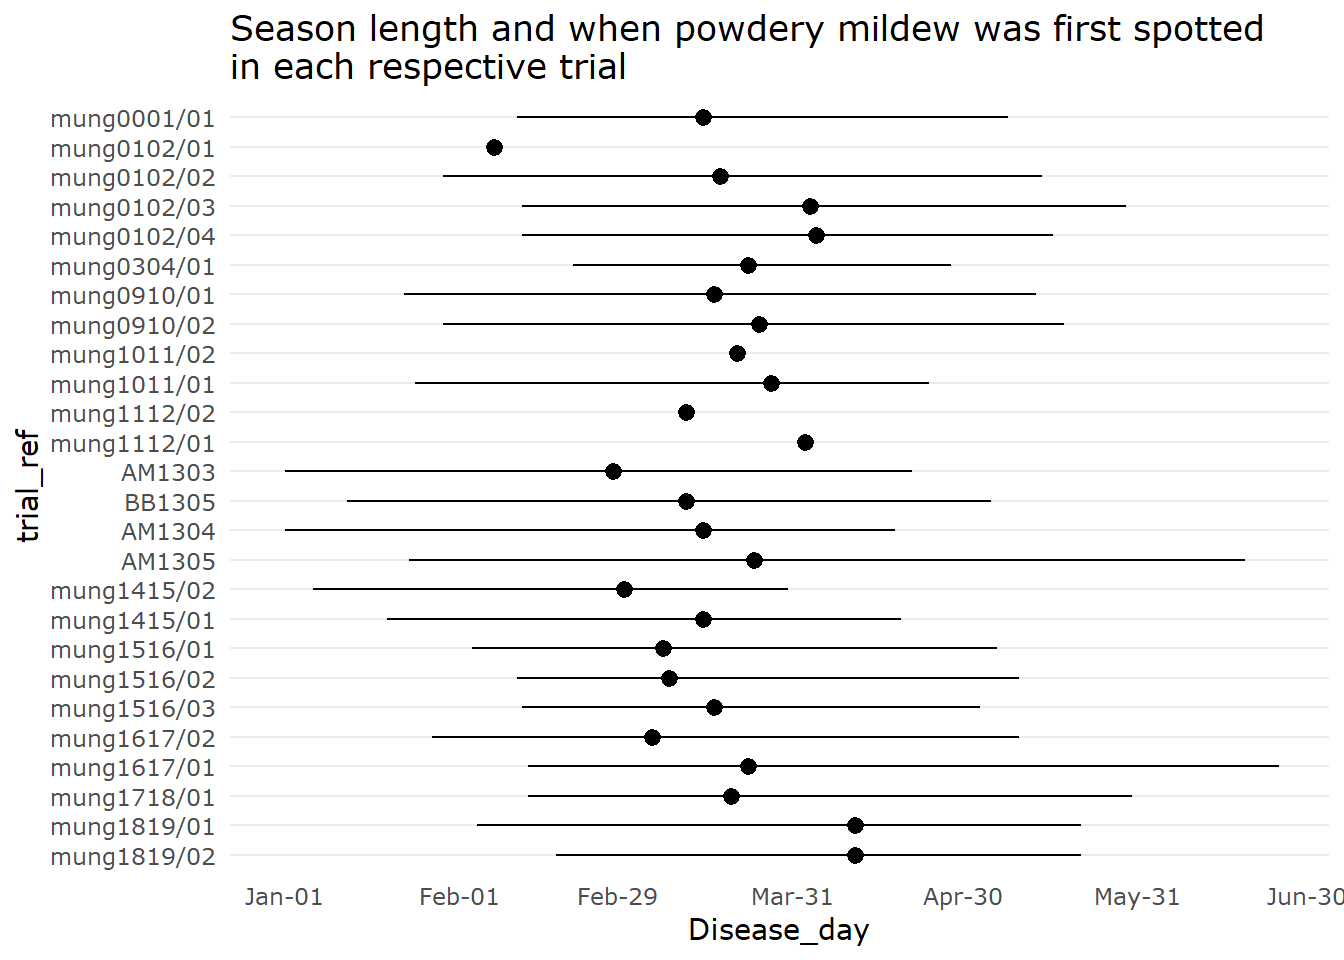 Season length and when powdery mildew was first spotted
in each respective trial
mung0001/01
mung0102/01
mung0102/02
mung0102/03
mung0102/04
mung0304/01
mung0910/01
mung0910/02
mung1011/02
mung1011/01
mung1112/02
mung1112/01
AM1303
BB1305
AM1304
AM1305
mung1415/02
mung1415/01
mung1516/01
mung1516/02
mung1516/03
mung1617/02
mung1617/01
mung1718/01
mung1819/01
mung1819/02
trial_ref
Jan-01 Feb-01 Feb-29 Mar-31 Apr-30 May-31 Jun-30
Disease_day